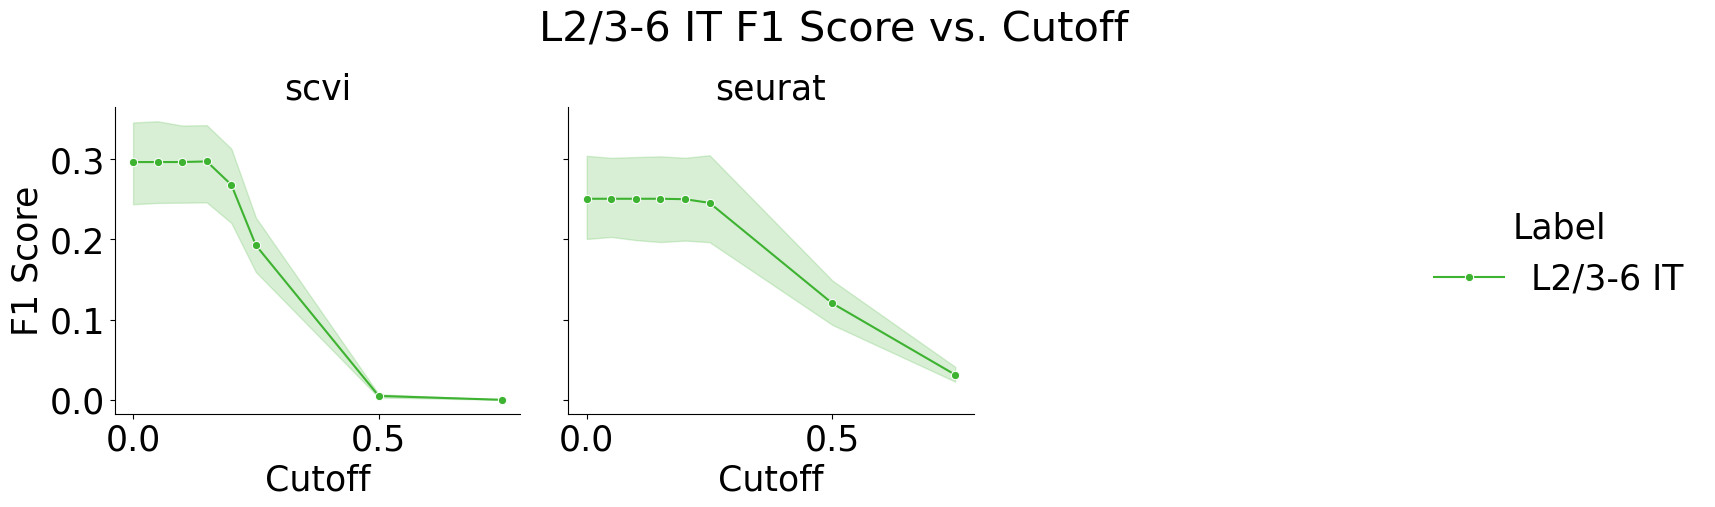 L2/3-6 IT F1 Score vs. Cutoff
scvi
seurat
F1 Score
0.3
0.2
0.1
0.0
0.0 0.5
0.0 0.5
Cutoff
Cutoff
Label
L2/3-6 IT